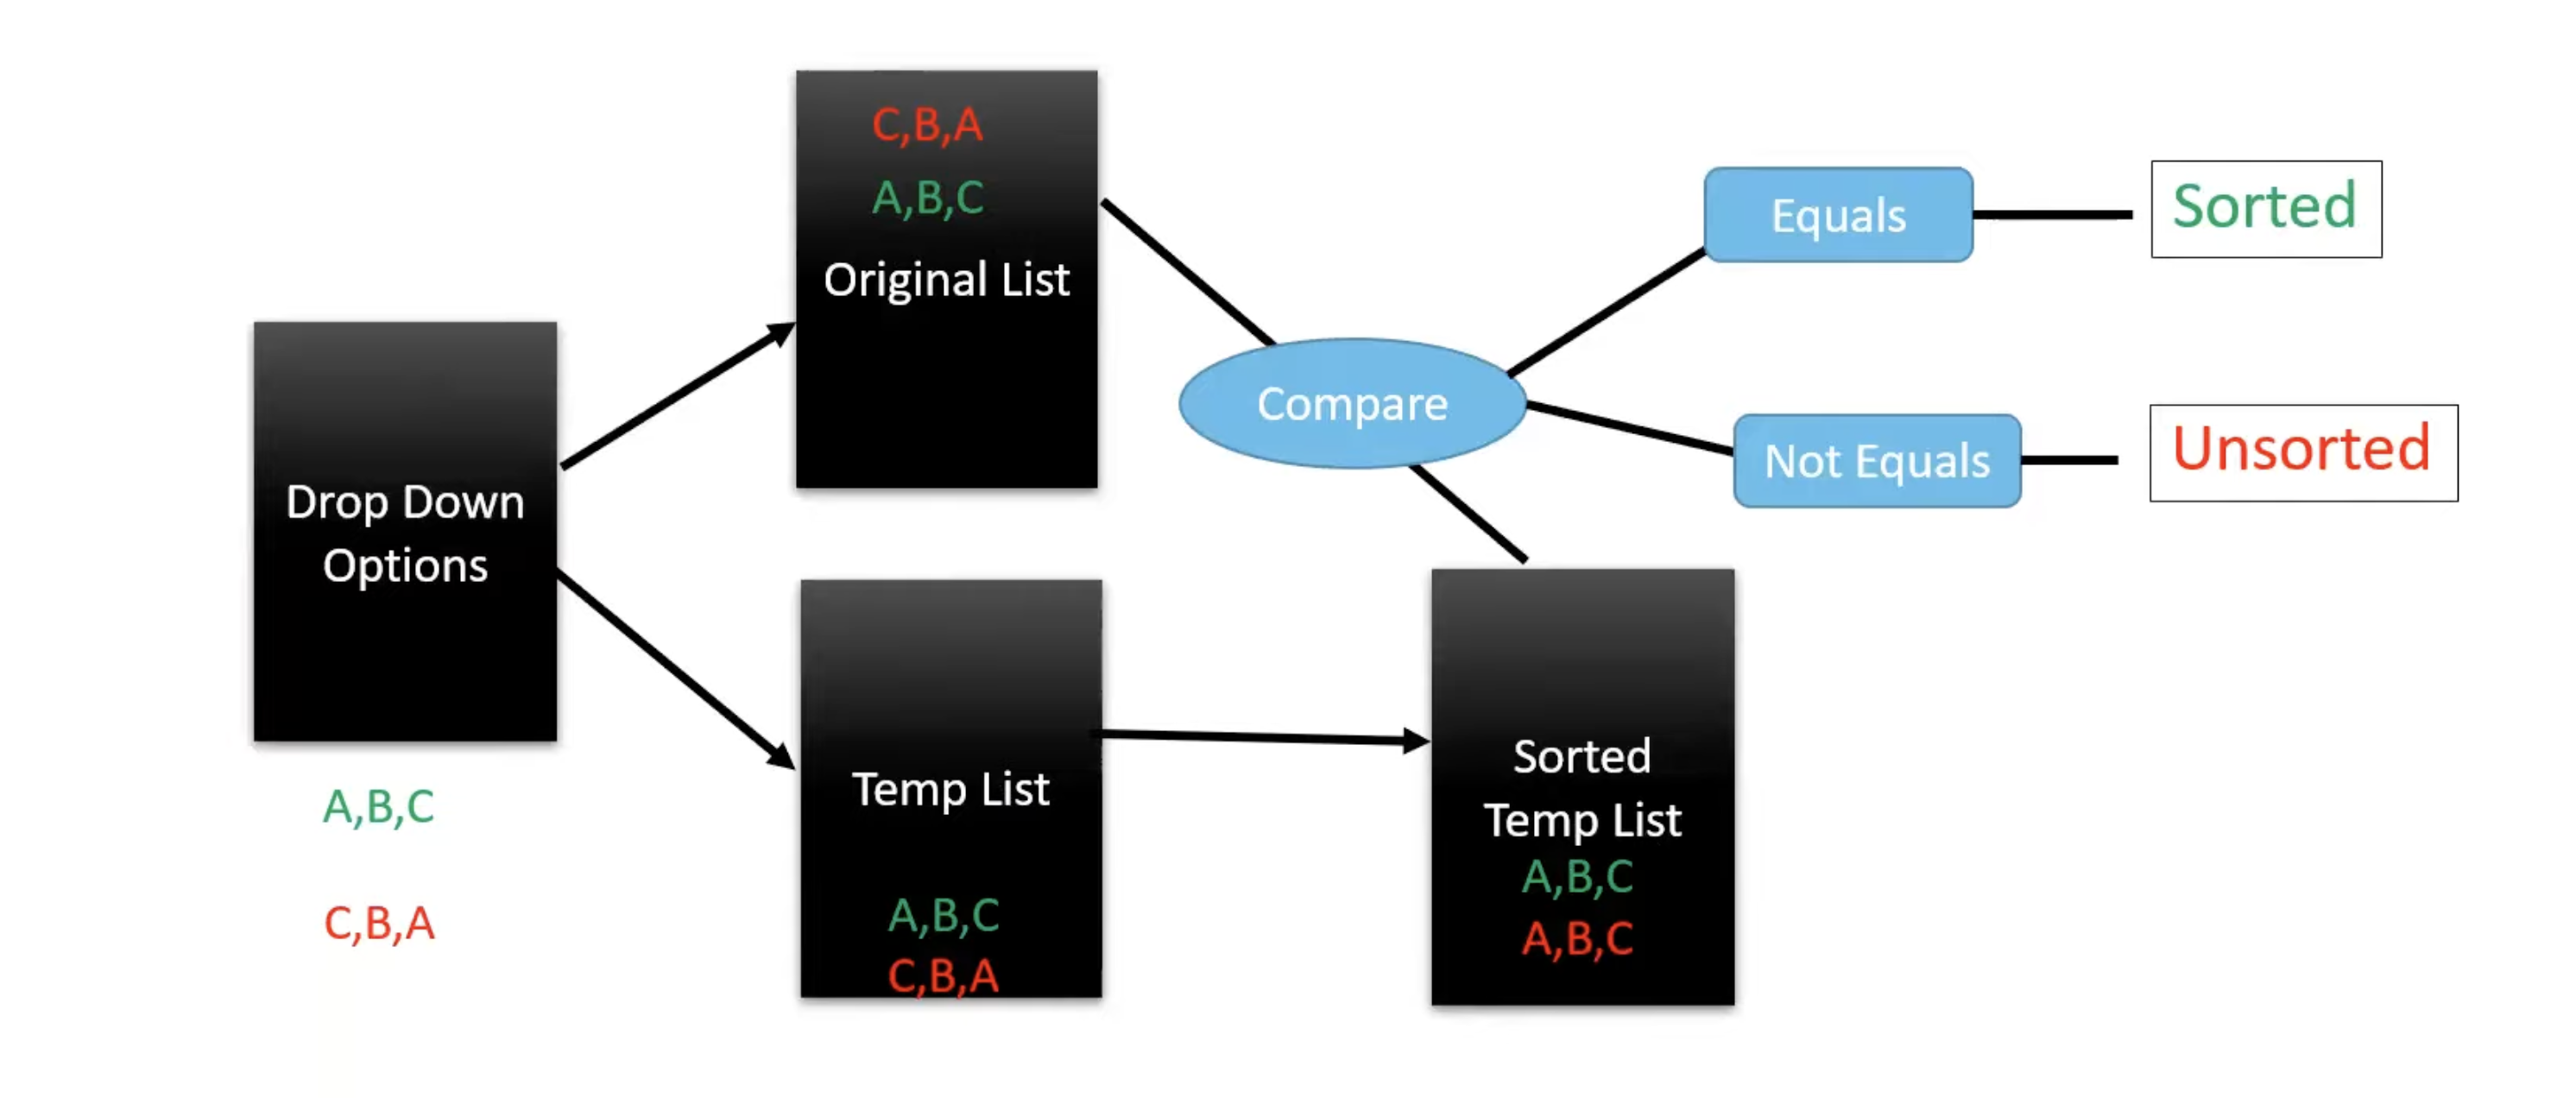 Drop Down
Options
A,B,C
C,B,A
C,B,A
A,B,C
Original List
Temp List
A,B,C
C,B,A
Compare
Sorted
Temp List
A,B,C
A,B,C
Equals
Sorted
Not Equals
Unsorted